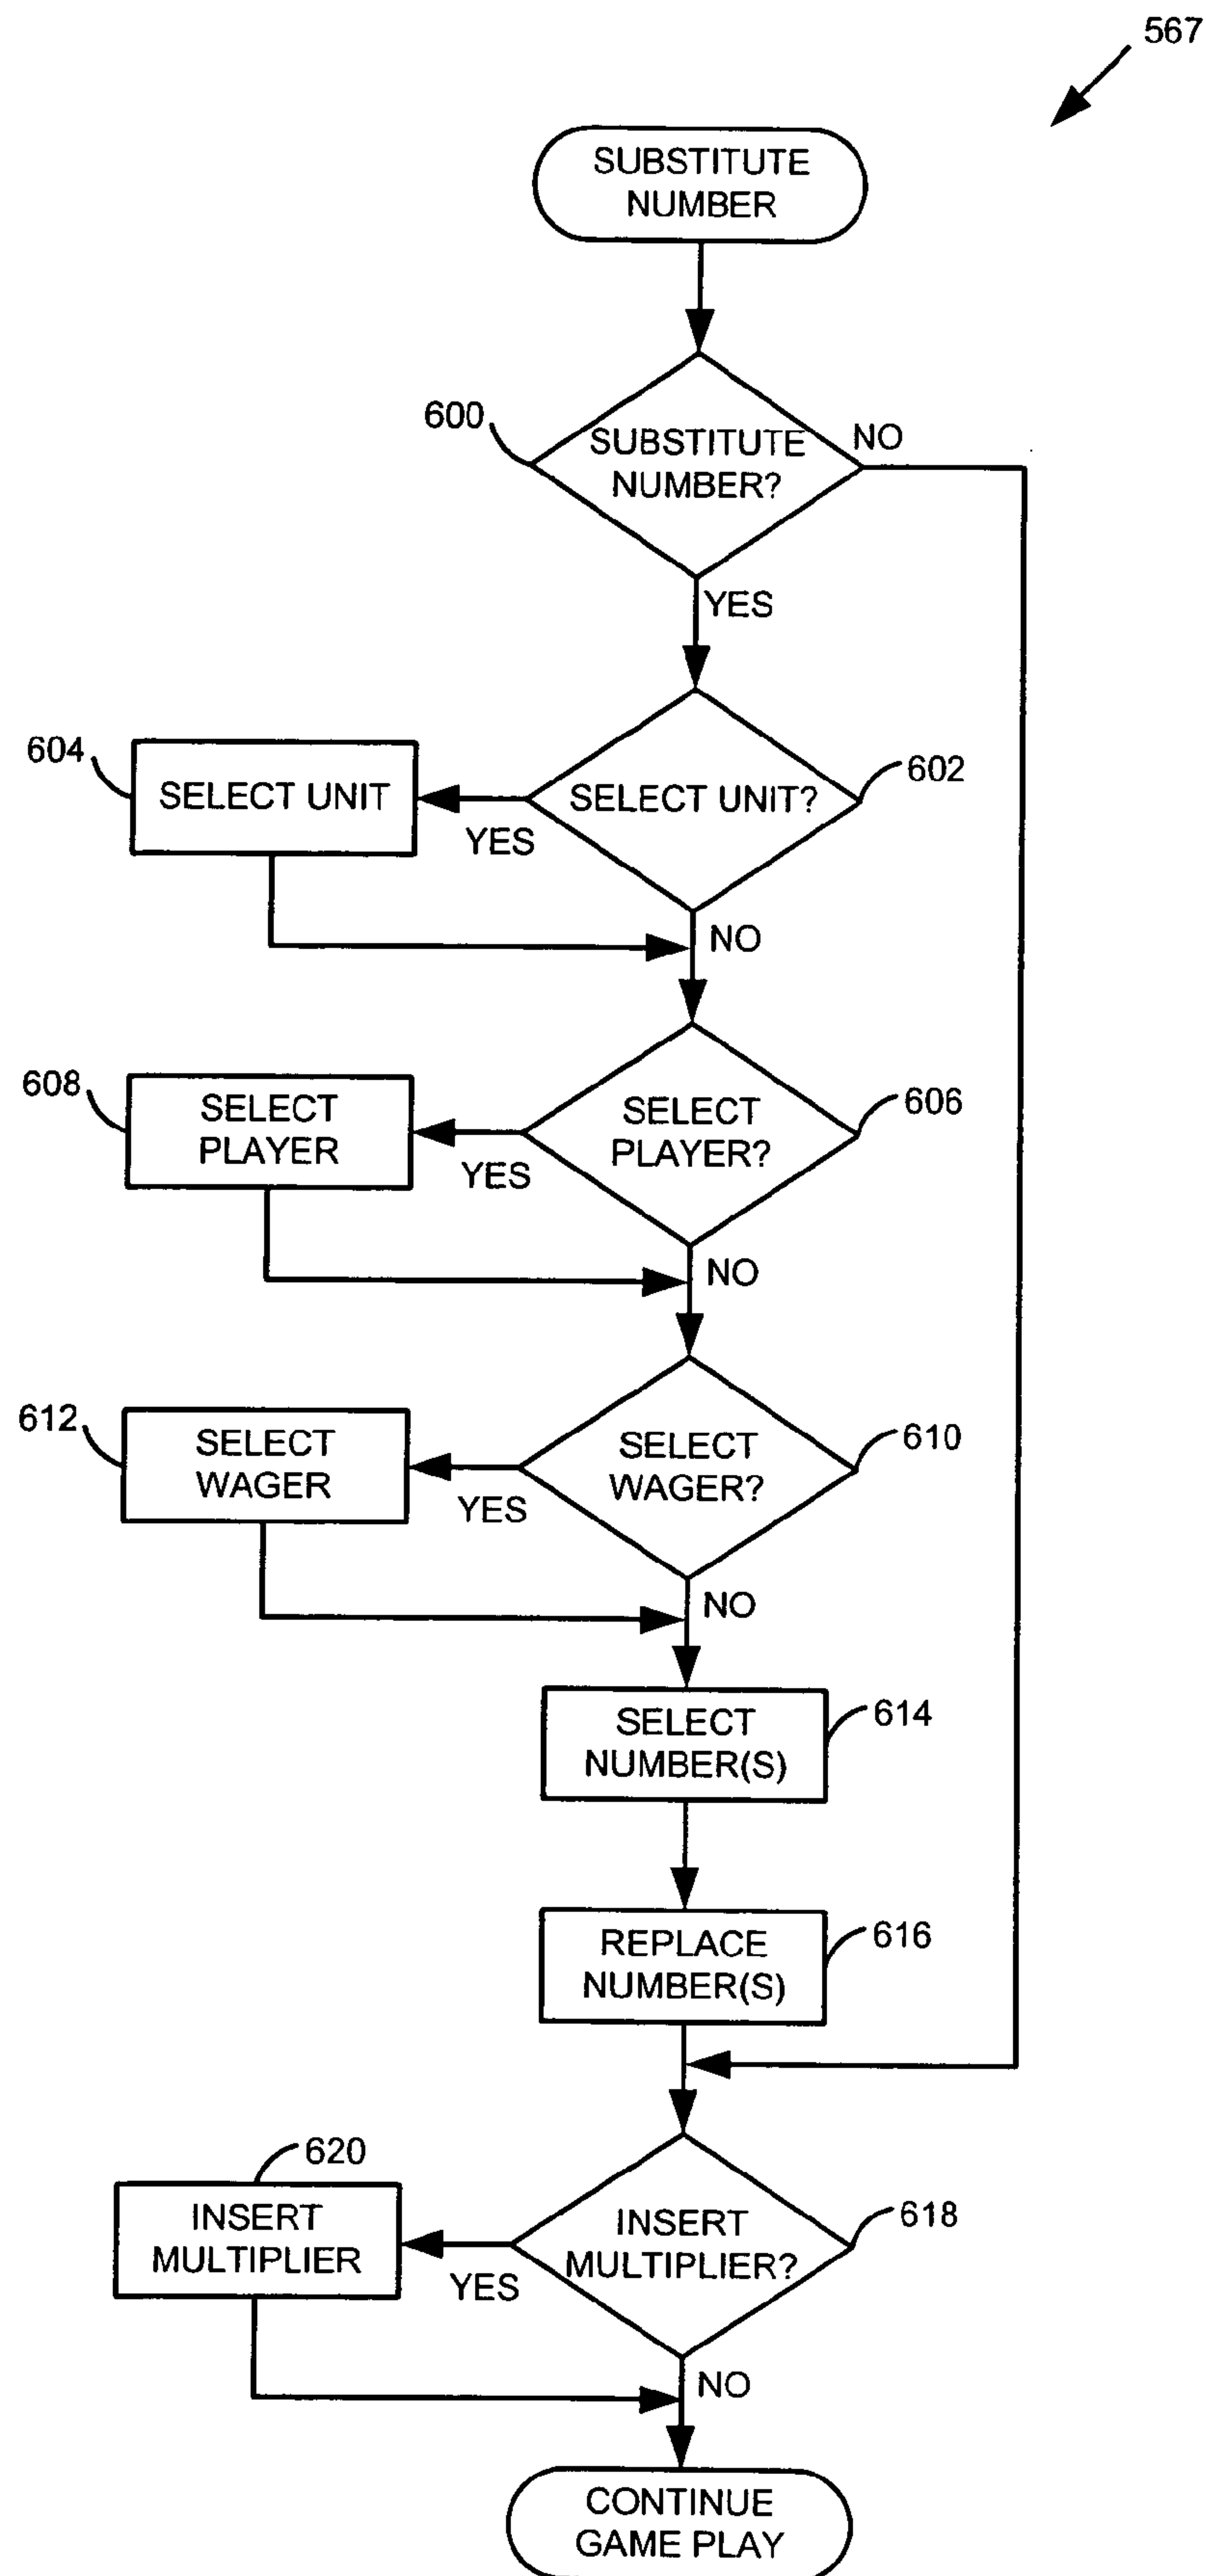 567
SUBSTITUTE
NUMBER
600
SUBSTITUTE
NUMBER?
NO
YES
604
SELECT UNIT
YES
SELECT UNIT?
602
NO
608
SELECT
PLAYER
YES
SELECT
PLAYER?
606
NO
612
SELECT
WAGER
YES
SELECT
WAGER?
610
NO
SELECT
NUMBER(S)
614
REPLACE
NUMBER(S)
616
620
INSERT
MULTIPLIER
YES
INSERT
MULTIPLIER?
618
NO
CONTINUE
GAME PLAY